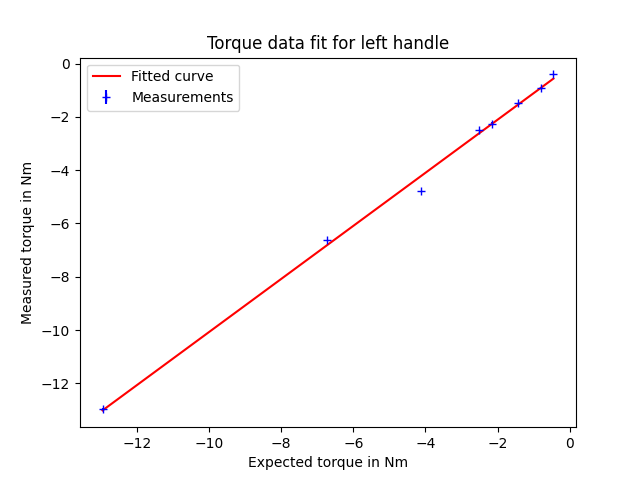 Torque data fit for left handle
Fitted curve
Measurements
0
−2
−4
−6
−8
−10
−12
Measured torque in Nm
−12 −10 −8 −6 −4 −2 0
Expected torque in Nm